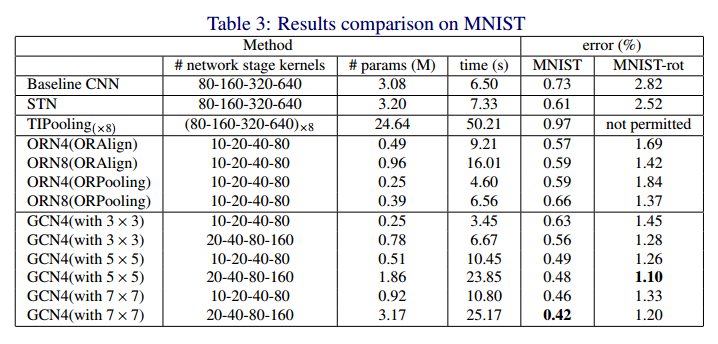 Table 3: Results comparison on MNIST
Method error (%)
# network stage kernels # params (M) time (s) MNIST MNIST-rot
Baseline CNN 80-160-320-640 3.08 6.50 0.73 2.82
STN 80-160-320-640 3.20 7.33 0.61 2.52
TIPooling(×8) (80-160-320-640)×8 24.64 50.21 0.97 not permitted
ORN4(ORAlign) 10-20-40-80 0.49 9.21 0.57 1.69
ORN8(ORAlign) 10-20-40-80 0.96 16.01 0.59 1.42
ORN4(ORPooling) 10-20-40-80 0.25 4.60 0.59 1.84
ORN8(ORPooling) 10-20-40-80 0.39 6.56 0.66 1.37
GCN4(with 3 × 3) 10-20-40-80 0.25 3.45 0.63 1.45
GCN4(with 3 × 3) 20-40-80-160 0.78 6.67 0.56 1.28
GCN4(with 5 × 5) 10-20-40-80 0.51 10.45 0.49 1.26
GCN4(with 5 × 5) 20-40-80-160 1.86 23.85 0.48 1.10
GCN4(with 7 × 7) 10-20-40-80 0.92 10.80 0.46 1.33
GCN4(with 7 × 7) 20-40-80-160 3.17 25.17 0.42 1.20